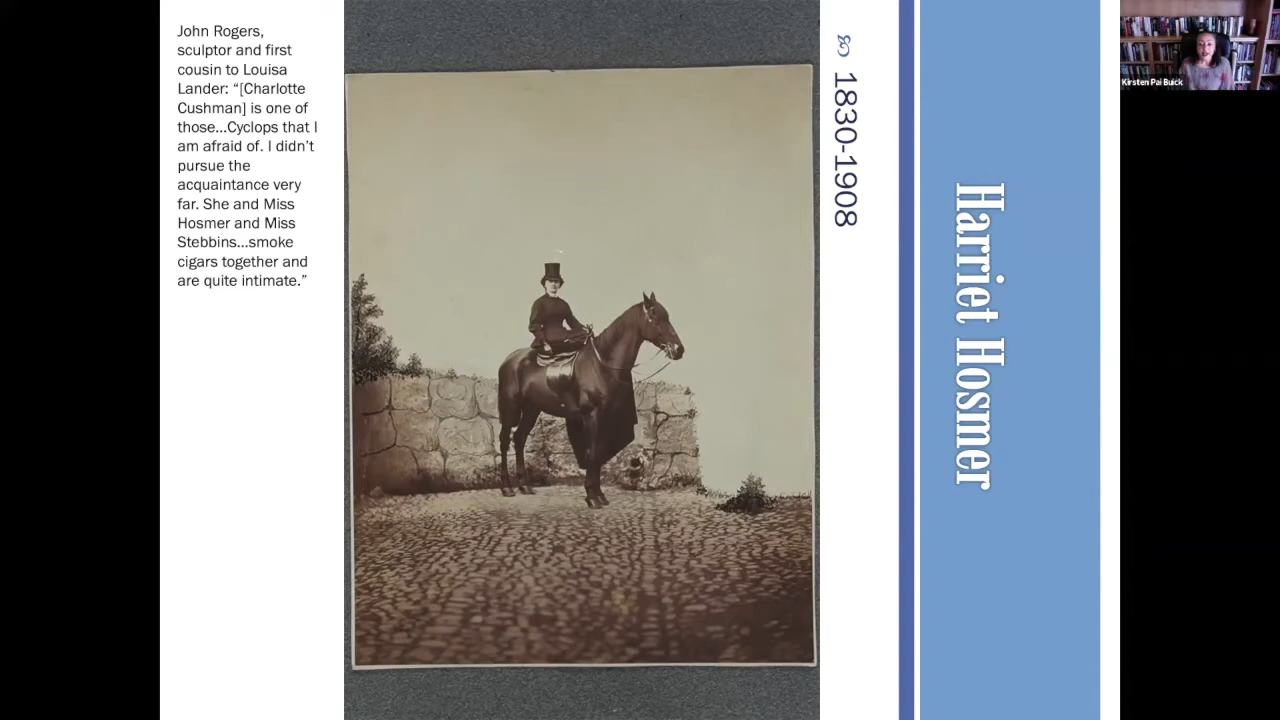 John Rogers,
sculptor and first
cousin to Louisa
Lander: “[Charlotte
Cushman] is one of
those...Cyclops that I
am afraid of. I didn’t
pursue the
acquaintance very
far. She and Miss
Hosmer and Miss
Stebbins...smoke
cigars together and
are quite intimate.”
1830-1908
Harriet Hosmer
Kirsten Pai Buick